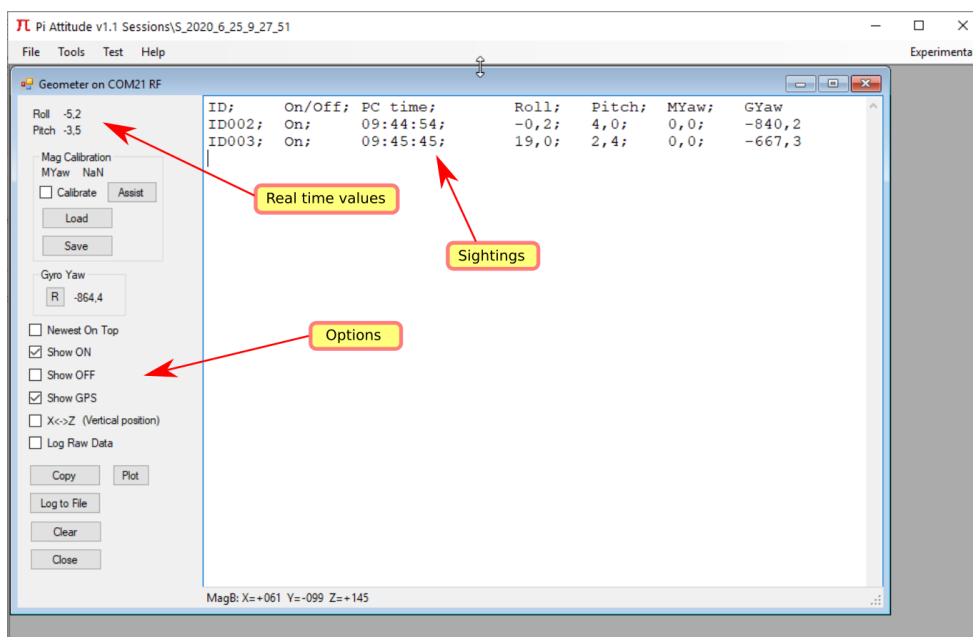 Pi Attitude v1.1 Sessions\S_2020_6_25_9_27_51
File Tools Test Help Experimenta
Geometer on COM21 RF
Roll -5,2
Pitch -3,5
Mag Calibration
MYaw NaN
Calibrate Assist
Load
Save
Gyro Yaw
R -864,4
Newest On Top
Show ON
Show OFF
Show GPS
X<->Z (Vertical position)
Log Raw Data
Copy Plot
Log to File
Clear
Close
ID; On/Off; PC time; Roll; Pitch; MYaw; GYaw
ID002; On; 09:44:54; -0,2; 4,0; 0,0; -840,2
ID003; On; 09:45:45; 19,0; 2,4; 0,0; -667,3
Real time values
Sightings
Options
MagB: X=+061 Y=-099 Z=+145